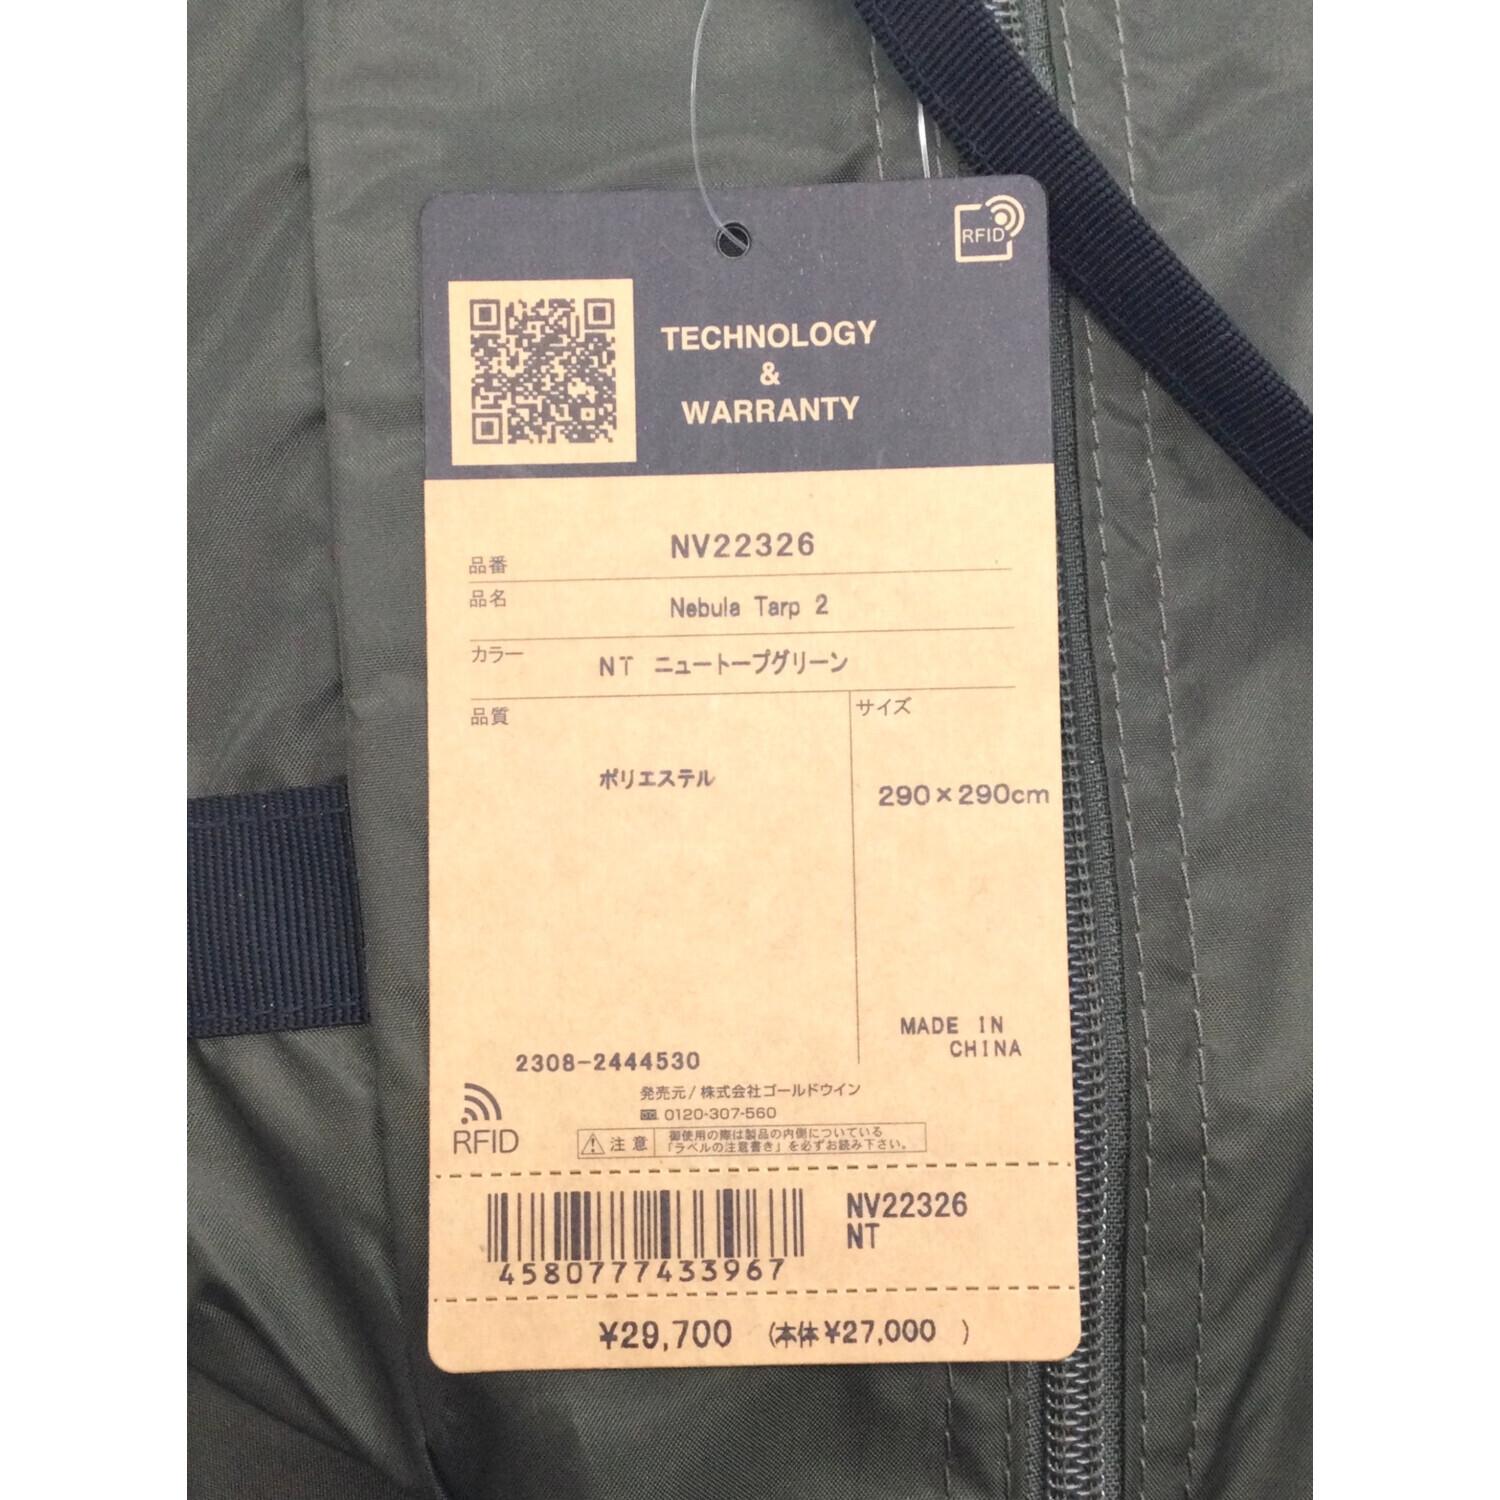 RFID
TECHNOLOGY
&
WARRANTY
品番 NV22326
品名 Nebula Tarp 2
カラー NT ニュートープグリーン
品質 サイズ
ポリエステル 290×290cm
MADE IN
CHINA
2308-2444530
発売元/株式会社ゴールドウイン
0120-307-560
RFID
注意 御使用の際は製品の内側についている
「ラベルの注意書き」を必ずお読み下さい。
NV22326
NT
4580777433967
¥29,700 (本体¥27,000 )